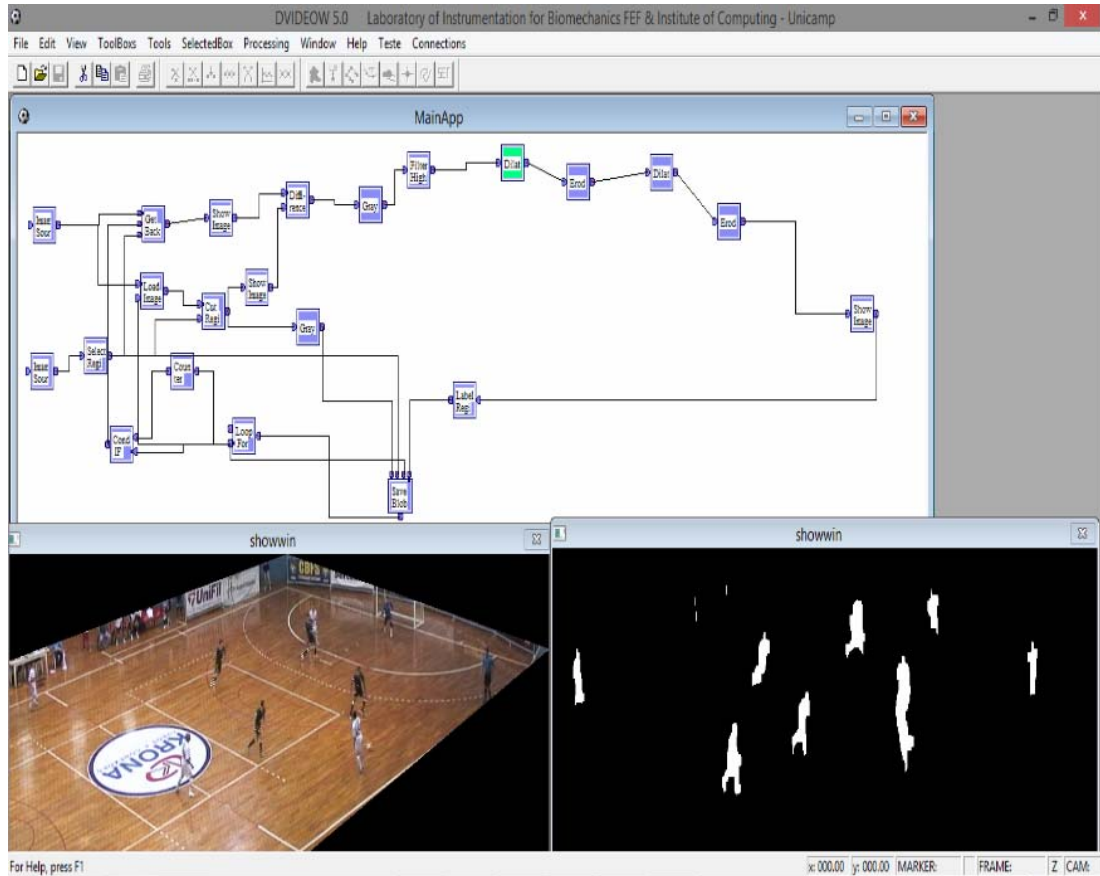 DVIDEOW 5.0 Laboratory of Instrumentation for Biomechanics FEF & Institute of Computing - Unicamp
File Edit View ToolBoxs Tools SelectedBox Processing Window Help Teste Connections
MainApp
Dilat
Filter
High
Erod
Dilat
Diff-
rence
Gray
Imag
Sour
Get
Back
Show
Image
Erod
Load
Image
Show
Image
Cut
Regi
Gray
Show
Image
Imag
Sour
Select
Regi
Coun
ter
Label
Reg
Cond
IF
Loop
For
Save
Blob
showwin
showwin
CBFS
UniFil
KRONA
For Help, press F1
x: 000.00 y: 000.00 MARKER: FRAME: Z CAM: